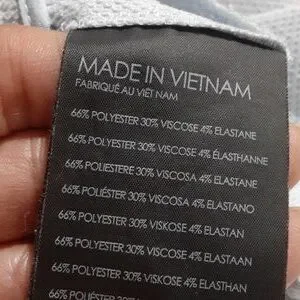 MADE IN VIETNAM
FABRIQUÉ AU VIÊT NAM
66% POLYESTER 30% VISCOSE 4% ELASTANE
66% POLYESTER 30% VISCOSE 4% ÉLASTHANNE
66% POLIESTERE 30% VISCOSA 4% ELASTANE
66% POLIÉSTER 30% VISCOSA 4% ELASTANO
66% POLYESTER 30% VISKOSE 4% ELASTAN
66% POLYESTER 30% VISCOSE 4% ELASTAAN
66% POLYESTER 30% VISKOSE 4% ELASTHAN